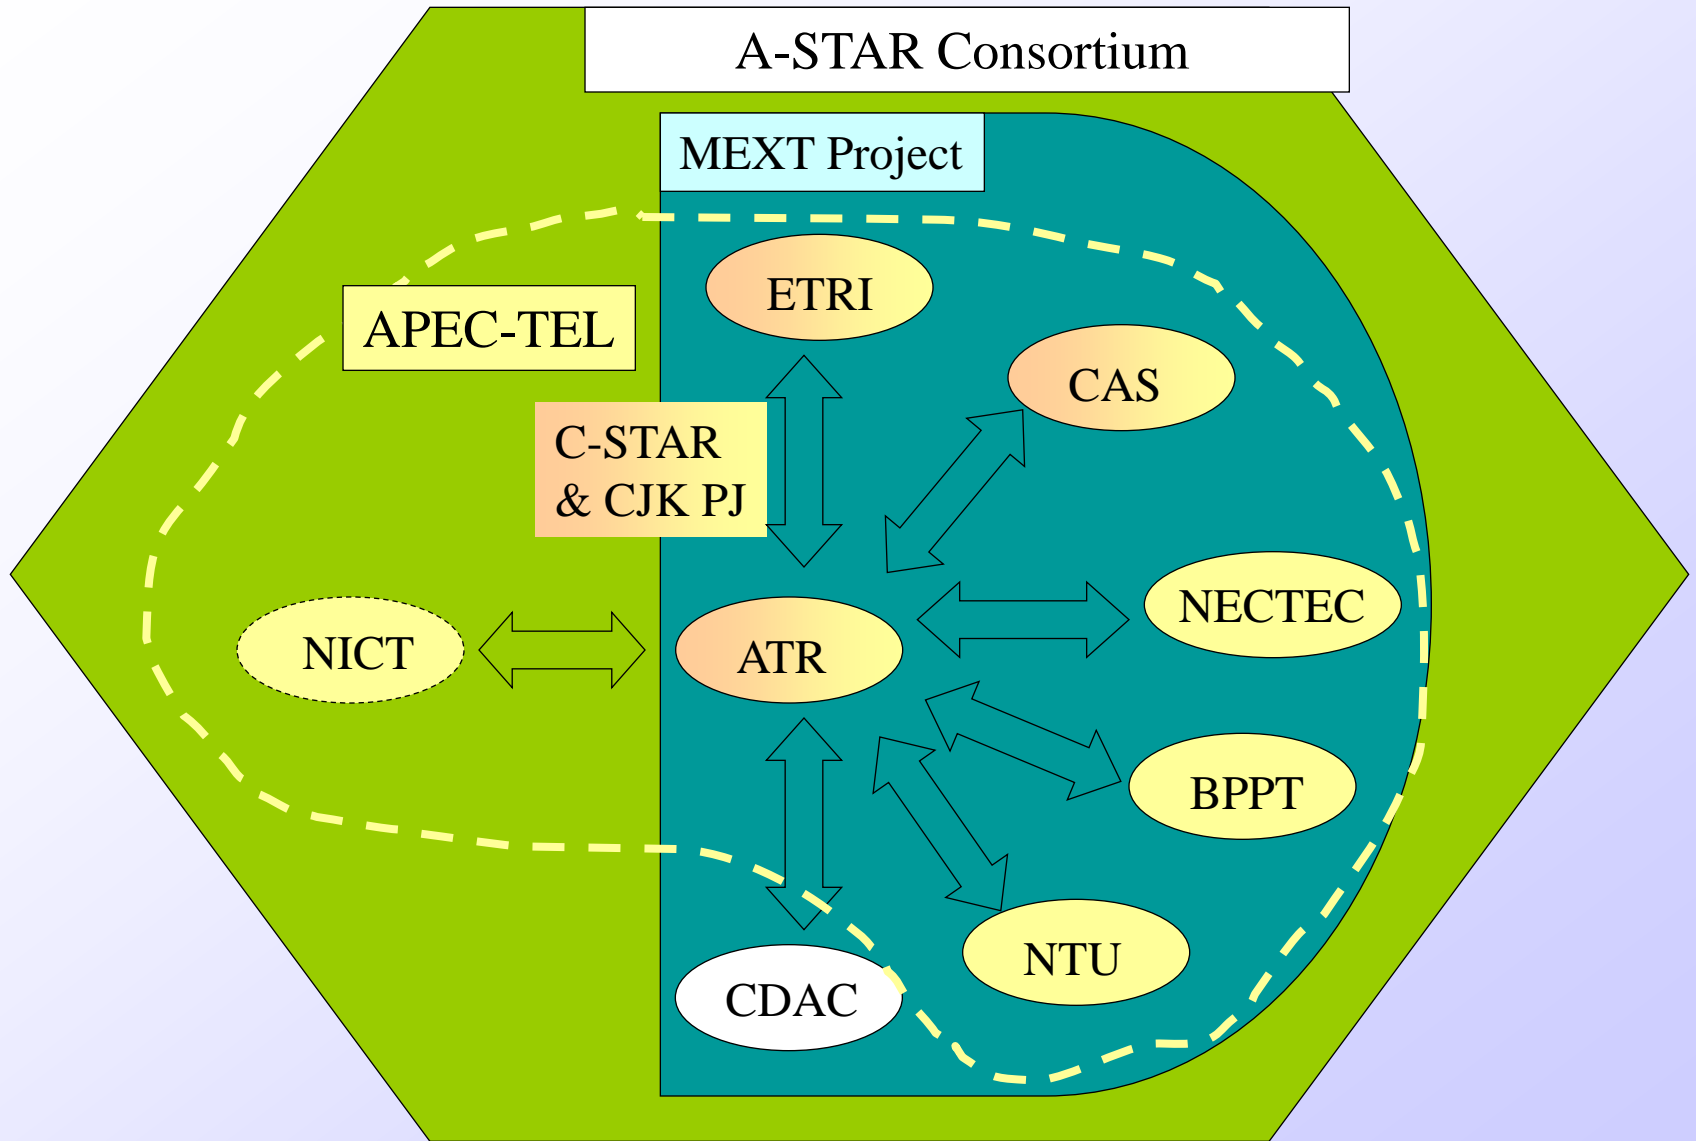 A-STAR Consortium
MEXT Project
ETRI
APEC-TEL
CAS
C-STAR
& CJK PJ
NECTEC
NICT
ATR
BPPT
NTU
CDAC